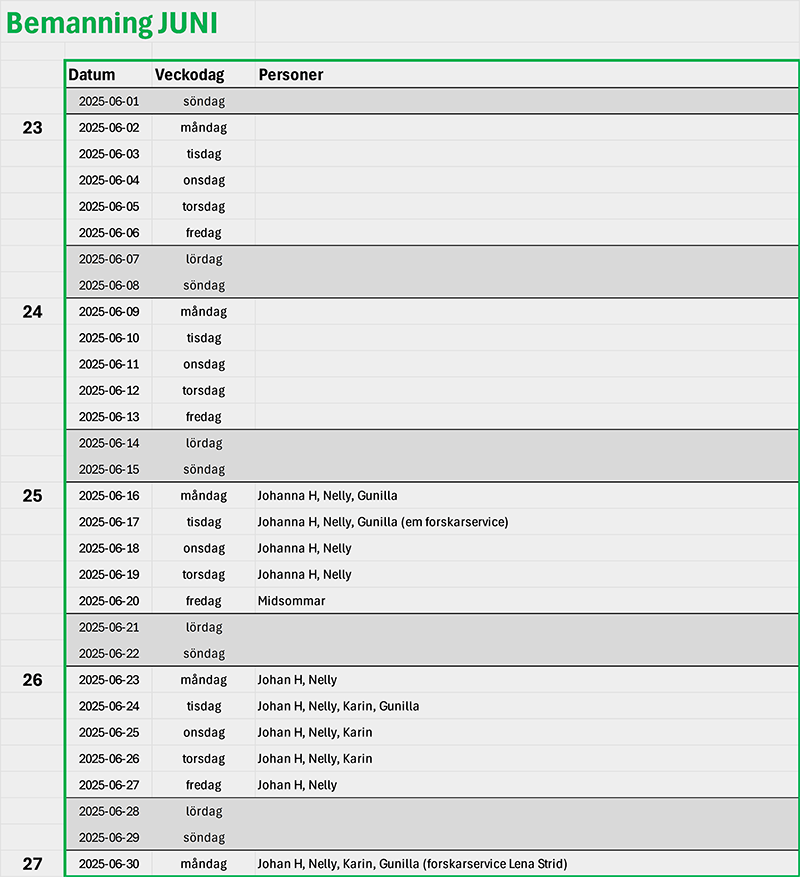 Bemanning JUNI
Datum Veckodag Personer
2025-06-01 söndag
23 2025-06-02 måndag
2025-06-03 tisdag
2025-06-04 onsdag
2025-06-05 torsdag
2025-06-06 fredag
2025-06-07 lördag
2025-06-08 söndag
24 2025-06-09 måndag
2025-06-10 tisdag
2025-06-11 onsdag
2025-06-12 torsdag
2025-06-13 fredag
2025-06-14 lördag
2025-06-15 söndag
25 2025-06-16 måndag Johanna H, Nelly, Gunilla
2025-06-17 tisdag Johanna H, Nelly, Gunilla (em forskarservice)
2025-06-18 onsdag Johanna H, Nelly
2025-06-19 torsdag Johanna H, Nelly
2025-06-20 fredag Midsommar
2025-06-21 lördag
2025-06-22 söndag
26 2025-06-23 måndag Johan H, Nelly
2025-06-24 tisdag Johan H, Nelly, Karin, Gunilla
2025-06-25 onsdag Johan H, Nelly, Karin
2025-06-26 torsdag Johan H, Nelly, Karin
2025-06-27 fredag Johan H, Nelly
2025-06-28 lördag
2025-06-29 söndag
27 2025-06-30 måndag Johan H, Nelly, Karin, Gunilla (forskarservice Lena Strid)